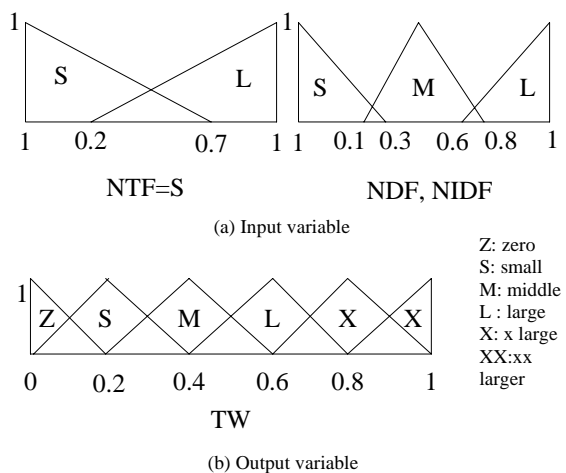 1 1
S L S M L
1 0.2 0.7 1 1 0.1 0.3 0.6 0.8 1
NTF=S NDF, NIDF
(a) Input variable
Z: zero
S: small
M: middle
L : large
X: x large
XX:xx
larger
1
Z S M L X X
0 0.2 0.4 0.6 0.8 1
TW
(b) Output variable